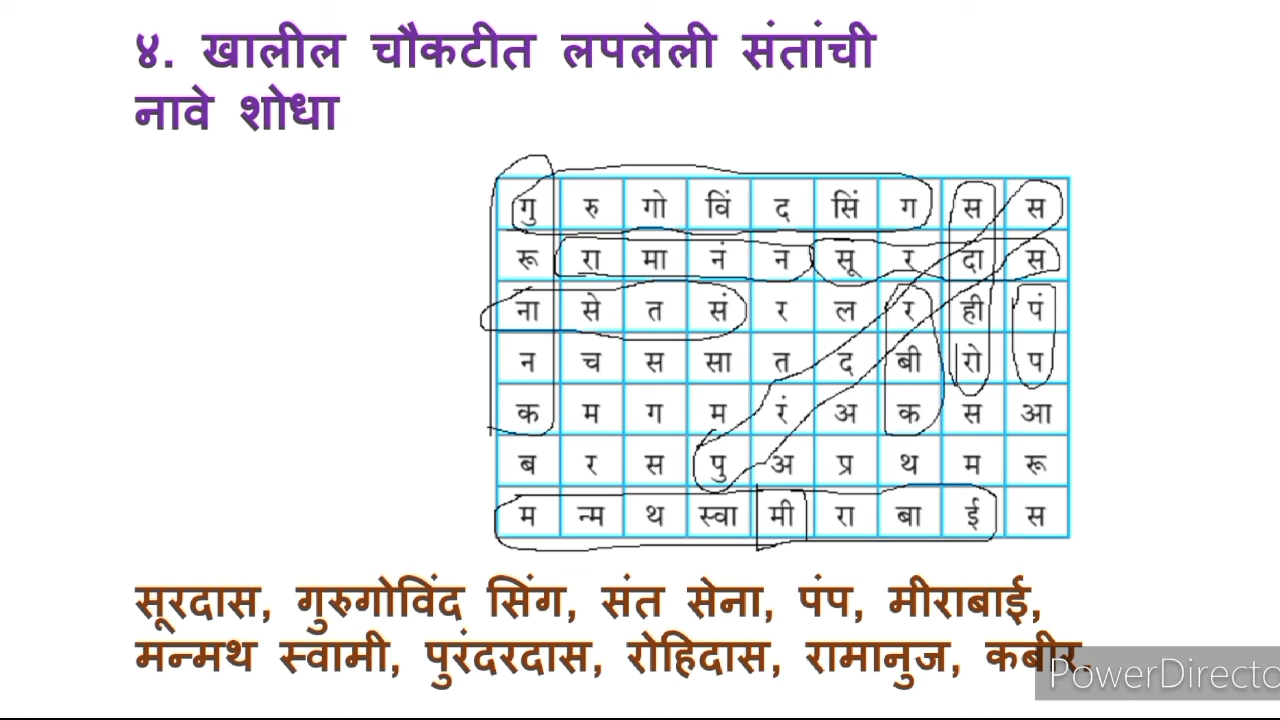 ४. खालील चौकटीत लपलेली संतांची
नावे शोधा
गु रु गो विं द सिं ग स स
रू रा मा नं न सू र दा स
ना से त सं र ल र ही पं
न च स सा त द बी रो प
क म ग म रं अ क स आ
ब र स पु अ प्र थ म रू
म न्म थ स्वा मी रा बा ई स
सूरदास, गुरुगोविंद सिंग, संत सेना, पंप, मीराबाई,
मन्मथ स्वामी, पुरंदरदास, रोहिदास, रामानुज, कबीर.
PowerDirecto